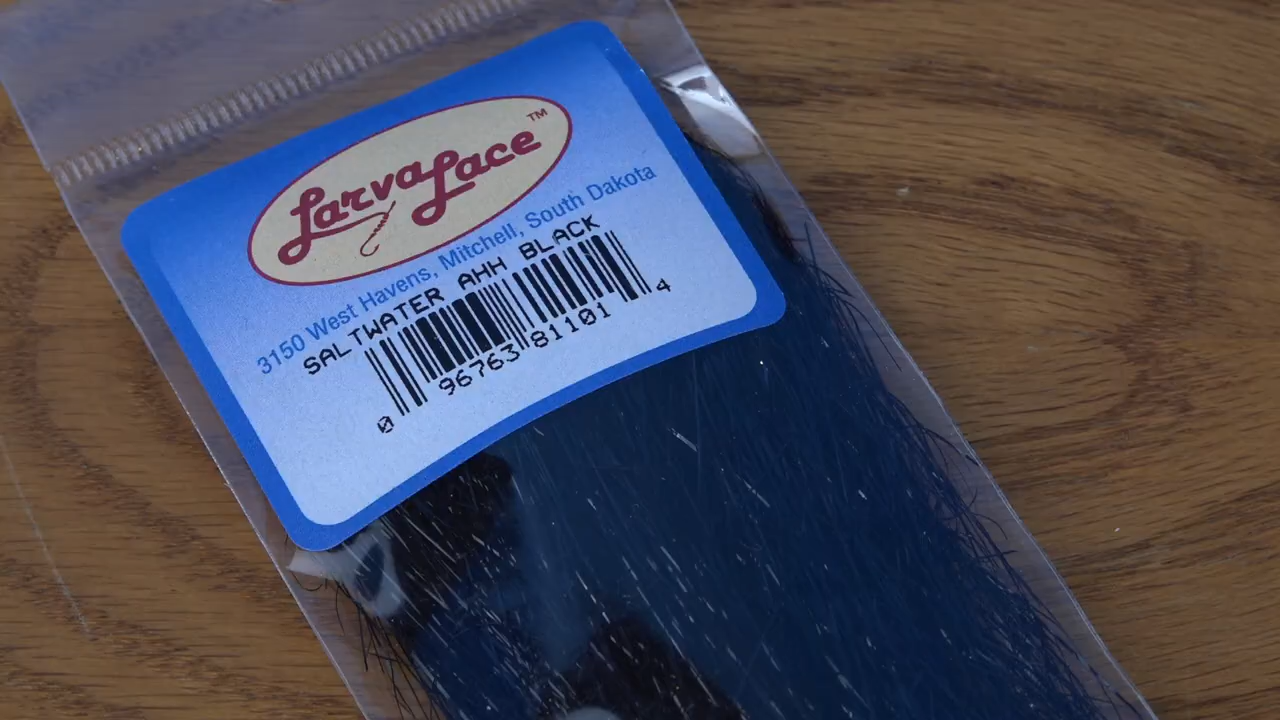 LarvaLace™
3150 West Havens, Mitchell, South Dakota
SALTWATER AHH BLACK
0 96763 81101 4